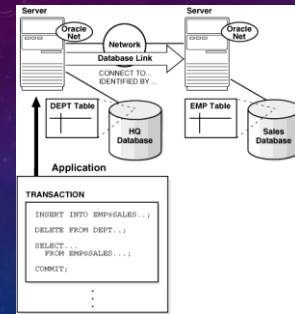 Server
Server
Oracle
Net
Oracle
Net
Network
Database Link
CONNECT TO...
IDENTIFIED BY ...
DEPT Table
EMP Table
HQ
Database
Sales
Database
Application
TRANSACTION
INSERT INTO EMP@SALES..;
DELETE FROM DEPT..;
SELECT...
FROM EMP@SALES...;
COMMIT;
.
.
.